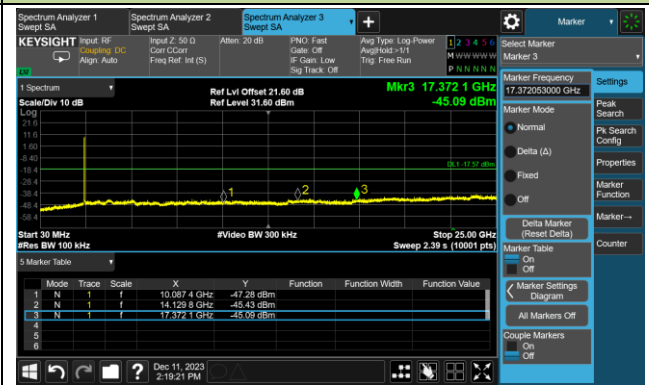 Spectrum Analyzer 1
Swept SA
Spectrum Analyzer 2
Swept SA
Spectrum Analyzer 3
Swept SA
Marker
KEYSIGHT
Input: RF
Coupling: DC
Align: Auto
Input Z: 50 Ω
Corr CCorr
Freq Ref: Int (S)
Atten: 20 dB
PNO: Fast
Gate: Off
IF Gain: Low
Sig Track: Off
Avg Type: Log-Power
Avg|Hold:>1/1
Trig: Free Run
1 2 3 4 5 6
M W W W W W
P N N N N N
Select Marker
Marker 3
1 Spectrum
Scale/Div 10 dB
Ref Lvl Offset 21.60 dB
Ref Level 31.60 dBm
Mkr3 17.372 1 GHz
-45.09 dBm
Log
21.6
11.6
1.60
-8.40
-18.4
-28.4
-38.4
-48.4
-58.4
DL1 -17.57 dBm
1
2
3
Start 30 MHz
#Res BW 100 kHz
#Video BW 300 kHz
Stop 25.00 GHz
Sweep 2.39 s (10001 pts)
5 Marker Table
Mode Trace Scale X Y Function Function Width Function Value
1 N 1 f 10.087 4 GHz -47.28 dBm
2 N 1 f 14.129 8 GHz -45.43 dBm
3 N 1 f 17.372 1 GHz -45.09 dBm
4
5
6
Marker Frequency
17.372053000 GHz
Marker Mode
Normal
Delta (Δ)
Fixed
Off
Delta Marker
(Reset Delta)
Marker Table
On
Off
Marker Settings
Diagram
All Markers Off
Couple Markers
On
Off
Settings
Peak
Search
Pk Search
Config
Properties
Marker
Function
Marker→
Counter
Dec 11, 2023
2:19:21 PM